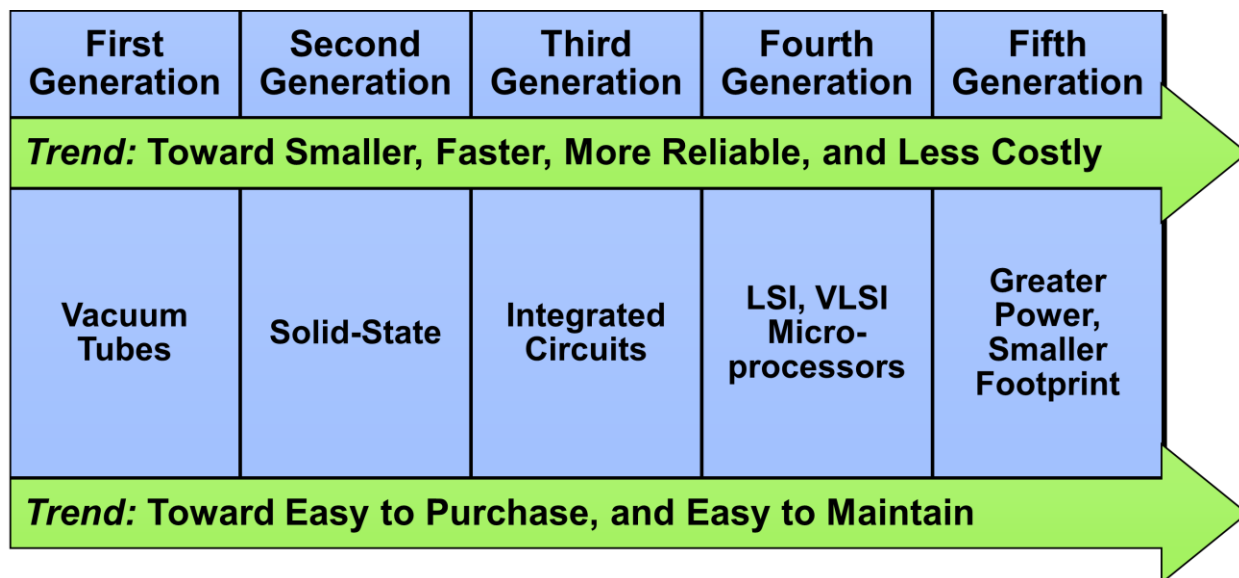 First
Generation
Second
Generation
Third
Generation
Fourth
Generation
Fifth
Generation
Trend: Toward Smaller, Faster, More Reliable, and Less Costly
Vacuum
Tubes
Solid-State
Integrated
Circuits
LSI, VLSI
Micro-
processors
Greater
Power,
Smaller
Footprint
Trend: Toward Easy to Purchase, and Easy to Maintain